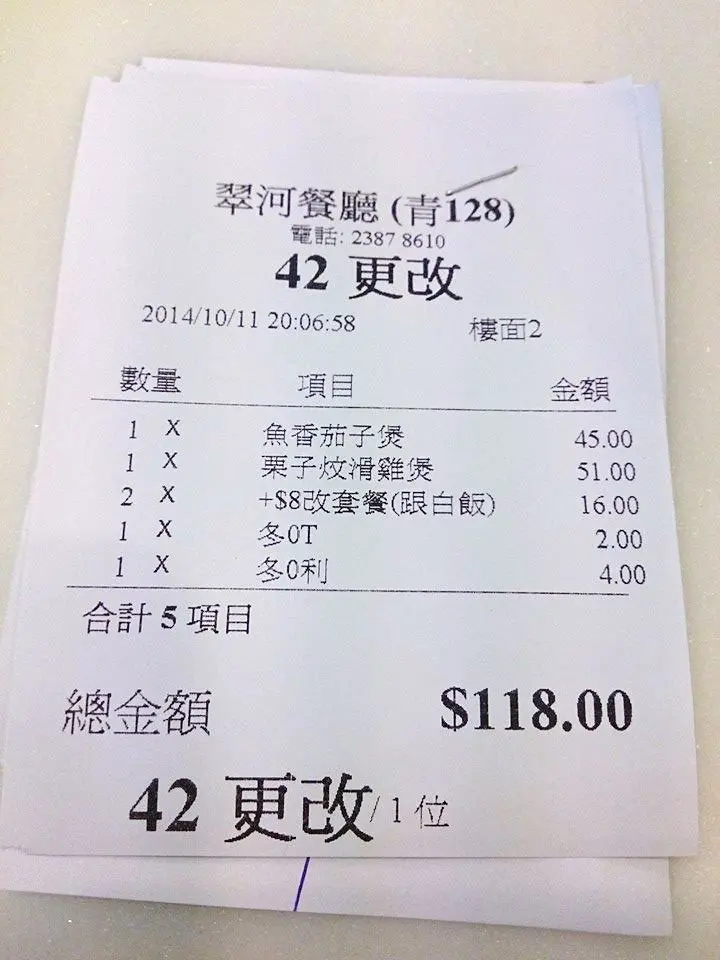 翠河餐廳 (青128)
電話: 2387 8610
42 更改
2014/10/11 20:06:58 樓面2
數量 項目 金額
1 X 魚香茄子煲 45.00
1 X 栗子炆滑雞煲 51.00
2 X +$8改套餐(跟白飯) 16.00
1 X 冬0T 2.00
1 X 冬0利 4.00
合計 5 項目
總金額 $118.00
42 更改/ 1 位